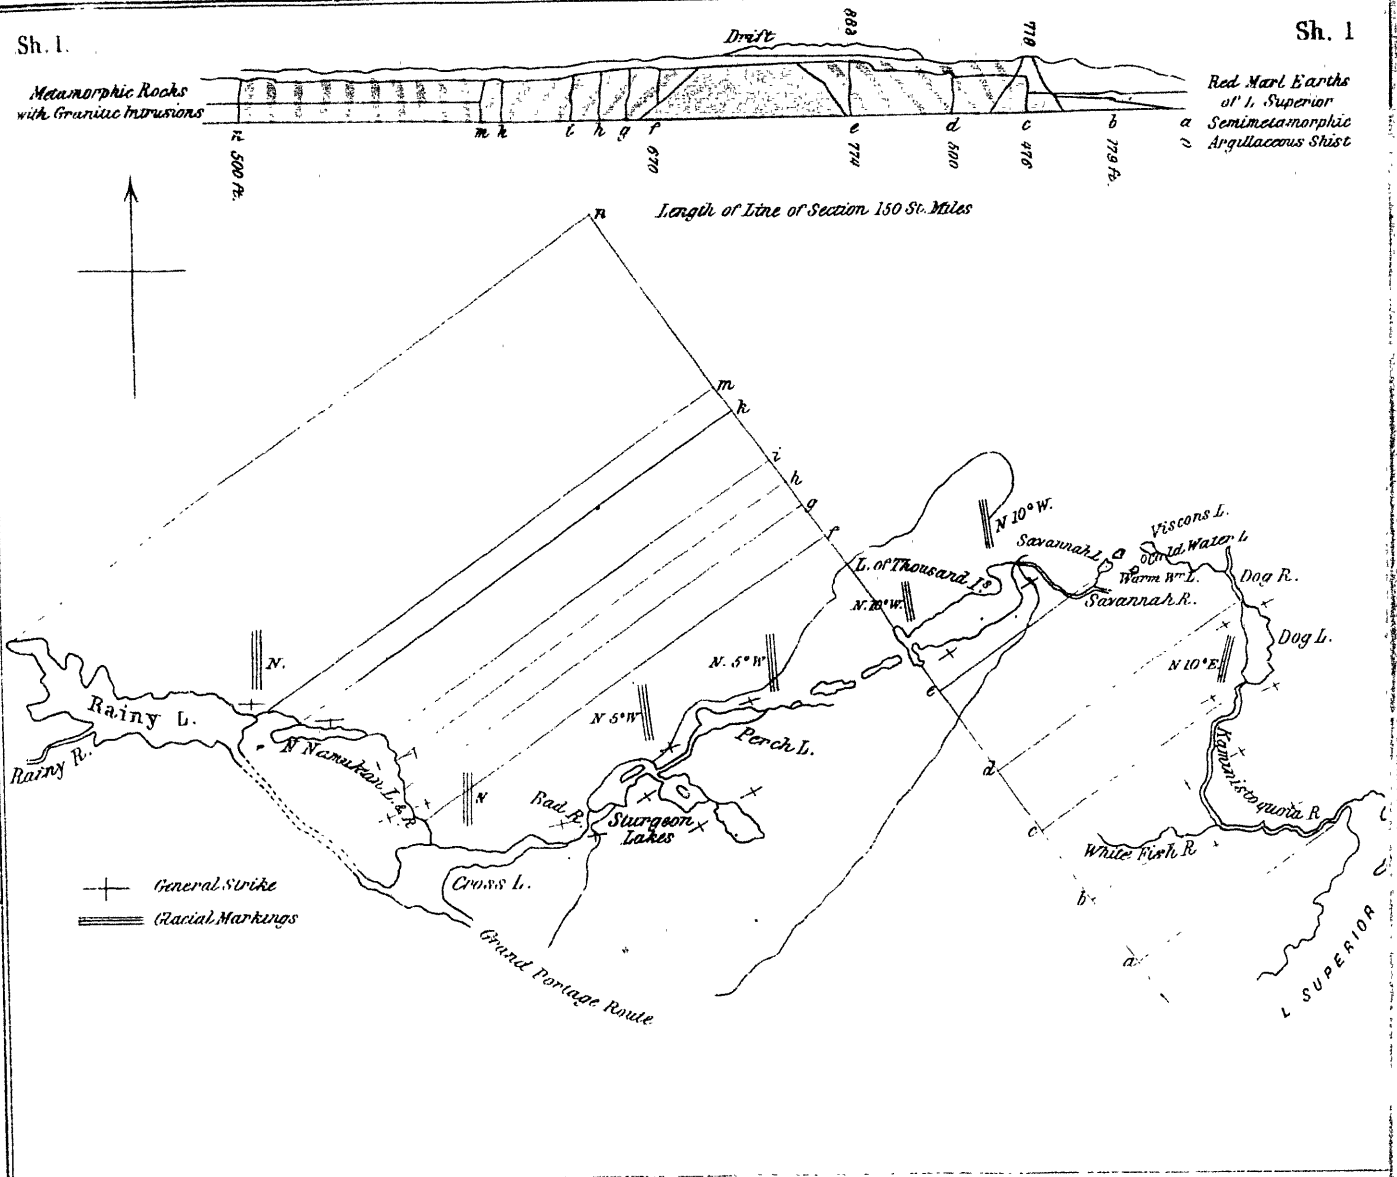 Sh. 1.
Sh. 1
Drift
883
718
Metamorphic Rocks
with Granitic Intrusions
Red Marl Earths
of L Superior
a Semimetamorphic
Argillaceous Shist
n m k i h g f e d c b
500 ft.
670
774
500
476
779 ft.
Length of Line of Section 150 St. Miles
n
m
k
i
h
g
f
e
d
c
b
a
N 10° W.
Viscons L.
Savannah L
Cold Water L
Warm Wr L.
Dog R.
Savannah R.
L. of Thousand Is.
N. 10° W.
Dog L.
N 10° E.
N.
N. 5° W
N 5° W
Rainy L.
Rainy R.
N
Namukan L. & R
Perch L.
N
Rad R.
Sturgeon
Lakes
Kaministoquoia R
White Fish R
Cross L.
General Strike
Glacial Markings
Grand Portage Route
L SUPERIOR